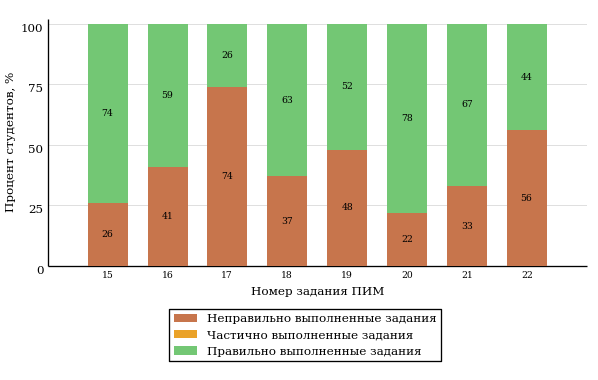 100
75
50
25
0
Процент студентов, %
74 59 26 63 52 78 67 44
26 41 74 37 48 22 33 56
15 16 17 18 19 20 21 22
Номер задания ПИМ
Неправильно выполненные задания
Частично выполненные задания
Правильно выполненные задания